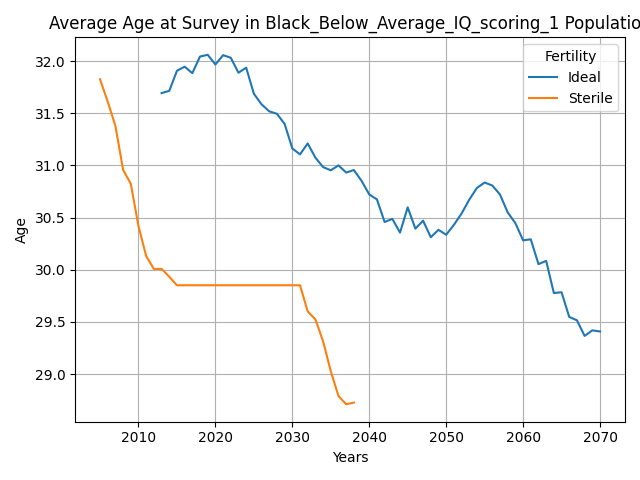 Average Age at Survey in Black_Below_Average_IQ_scoring_1 Populatio
Fertility
Ideal
Sterile
32.0
31.5
31.0
30.5
30.0
29.5
29.0
Age
2010 2020 2030 2040 2050 2060 2070
Years